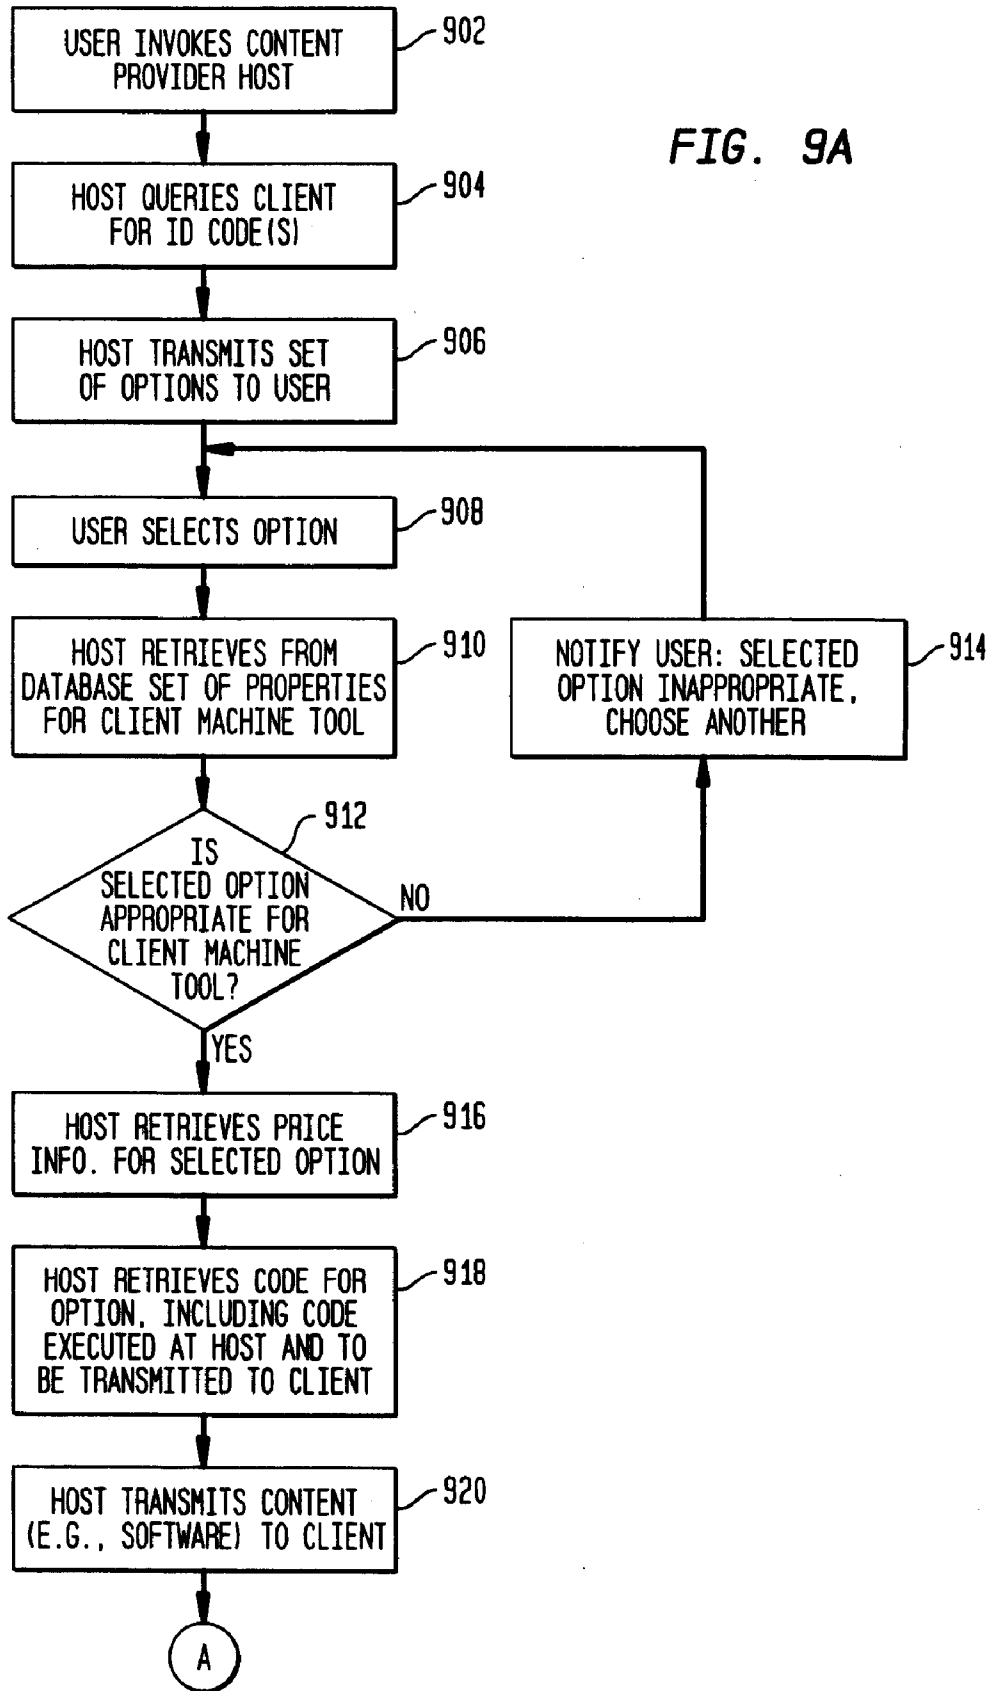 USER INVOKES CONTENT
PROVIDER HOST
902
FIG. 9A
HOST QUERIES CLIENT
FOR ID CODE(S)
904
HOST TRANSMITS SET
OF OPTIONS TO USER
906
USER SELECTS OPTION
908
HOST RETRIEVES FROM
DATABASE SET OF PROPERTIES
FOR CLIENT MACHINE TOOL
910
NOTIFY USER: SELECTED
OPTION INAPPROPRIATE,
CHOOSE ANOTHER
914
912
IS
SELECTED OPTION
APPROPRIATE FOR
CLIENT MACHINE
TOOL?
NO
YES
HOST RETRIEVES PRICE
INFO. FOR SELECTED OPTION
916
HOST RETRIEVES CODE FOR
OPTION, INCLUDING CODE
EXECUTED AT HOST AND TO
BE TRANSMITTED TO CLIENT
918
HOST TRANSMITS CONTENT
(E.G., SOFTWARE) TO CLIENT
920
A